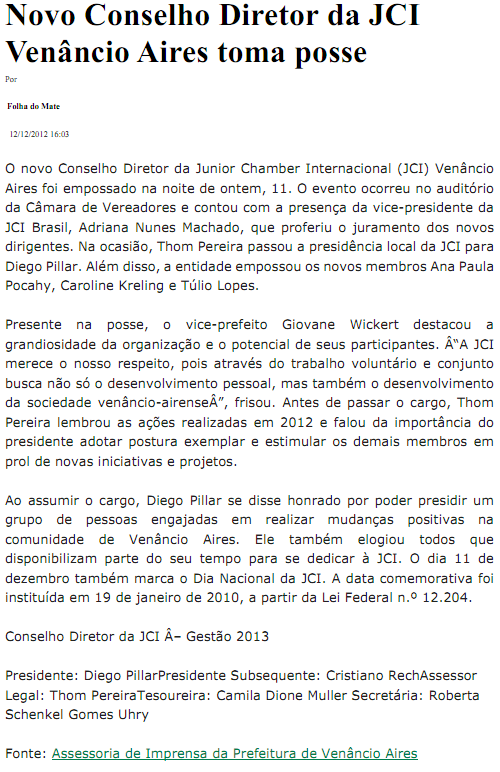 Novo Conselho Diretor da JCI
Venâncio Aires toma posse
Por
Folha do Mate
12/12/2012 16:03
O novo Conselho Diretor da Junior Chamber Internacional (JCI) Venâncio
Aires foi empossado na noite de ontem, 11. O evento ocorreu no auditório
da Câmara de Vereadores e contou com a presença da vice-presidente da
JCI Brasil, Adriana Nunes Machado, que proferiu o juramento dos novos
dirigentes. Na ocasião, Thom Pereira passou a presidência local da JCI para
Diego Pillar. Além disso, a entidade empossou os novos membros Ana Paula
Pocahy, Caroline Kreling e Túlio Lopes.
Presente na posse, o vice-prefeito Giovane Wickert destacou a
grandiosidade da organização e o potencial de seus participantes. Â“A JCI
merece o nosso respeito, pois através do trabalho voluntário e conjunto
busca não só o desenvolvimento pessoal, mas também o desenvolvimento
da sociedade venâncio-airenseÂ”, frisou. Antes de passar o cargo, Thom
Pereira lembrou as ações realizadas em 2012 e falou da importância do
presidente adotar postura exemplar e estimular os demais membros em
prol de novas iniciativas e projetos.
Ao assumir o cargo, Diego Pillar se disse honrado por poder presidir um
grupo de pessoas engajadas em realizar mudanças positivas na
comunidade de Venâncio Aires. Ele também elogiou todos que
disponibilizam parte do seu tempo para se dedicar à JCI. O dia 11 de
dezembro também marca o Dia Nacional da JCI. A data comemorativa foi
instituída em 19 de janeiro de 2010, a partir da Lei Federal n.º 12.204.
Conselho Diretor da JCI Â– Gestão 2013
Presidente: Diego PillarPresidente Subsequente: Cristiano RechAssessor
Legal: Thom PereiraTesoureira: Camila Dione Muller Secretária: Roberta
Schenkel Gomes Uhry
Fonte: Assessoria de Imprensa da Prefeitura de Venâncio Aires